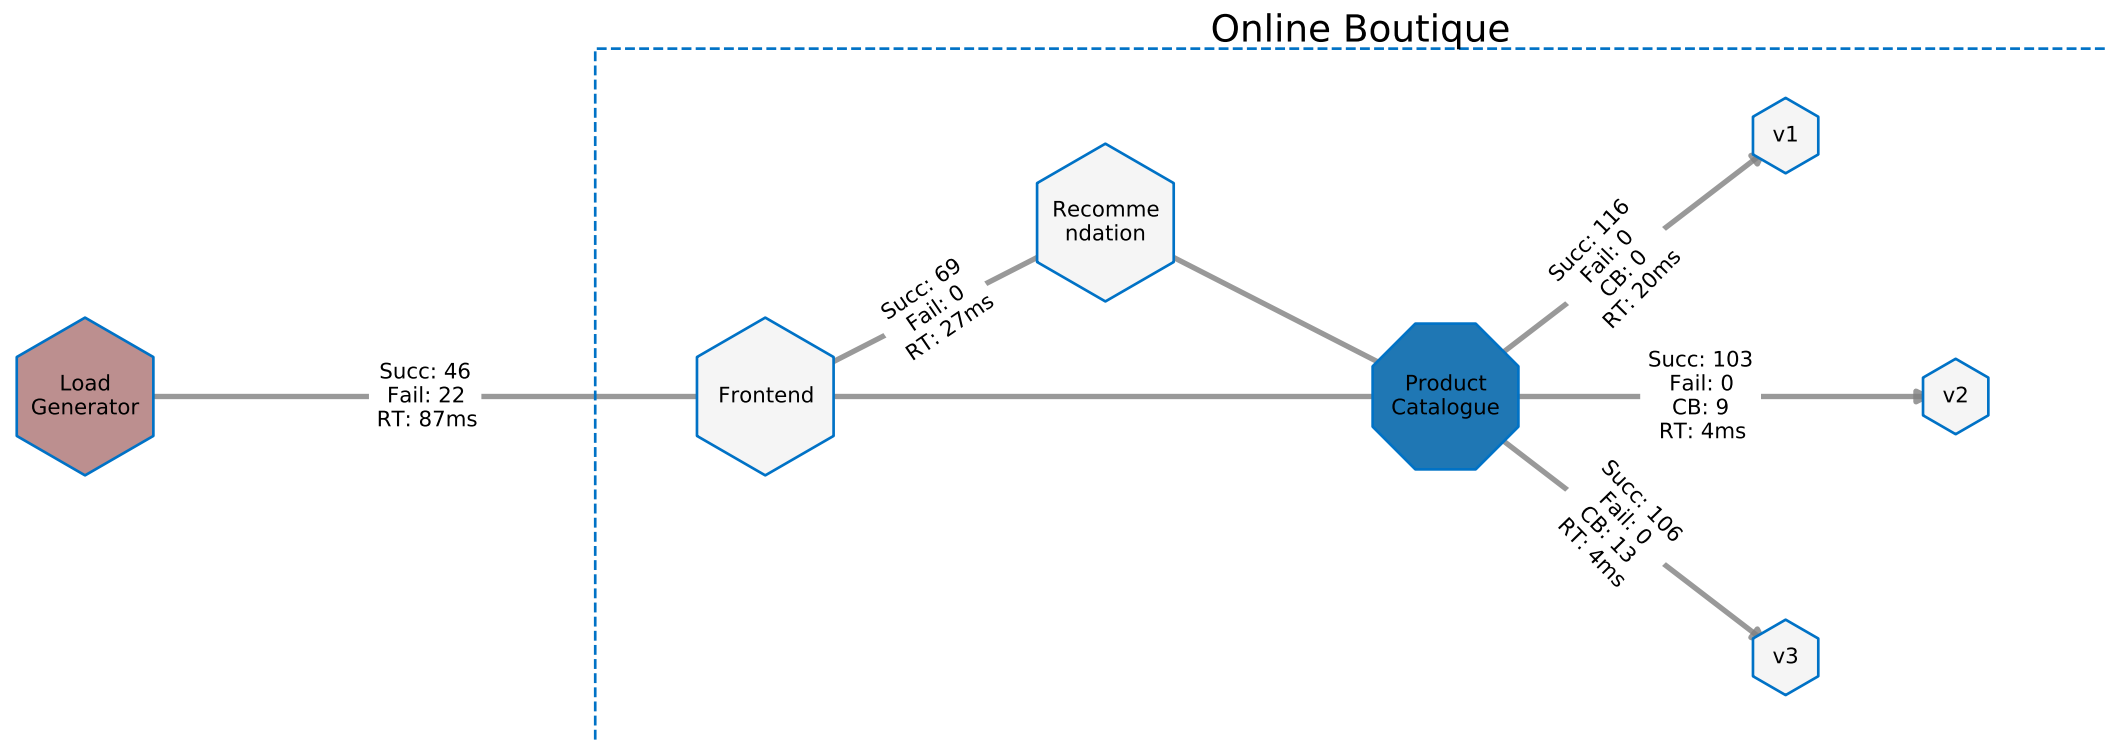 Online Boutique
Load
Generator
Succ: 46
Fail: 22
RT: 87ms
Frontend
Succ: 69
Fail: 0
RT: 27ms
Recomme
ndation
Product
Catalogue
Succ: 116
Fail: 0
CB: 0
RT: 20ms
v1
Succ: 103
Fail: 0
CB: 9
RT: 4ms
v2
Succ: 106
Fail: 0
CB: 13
RT: 4ms
v3